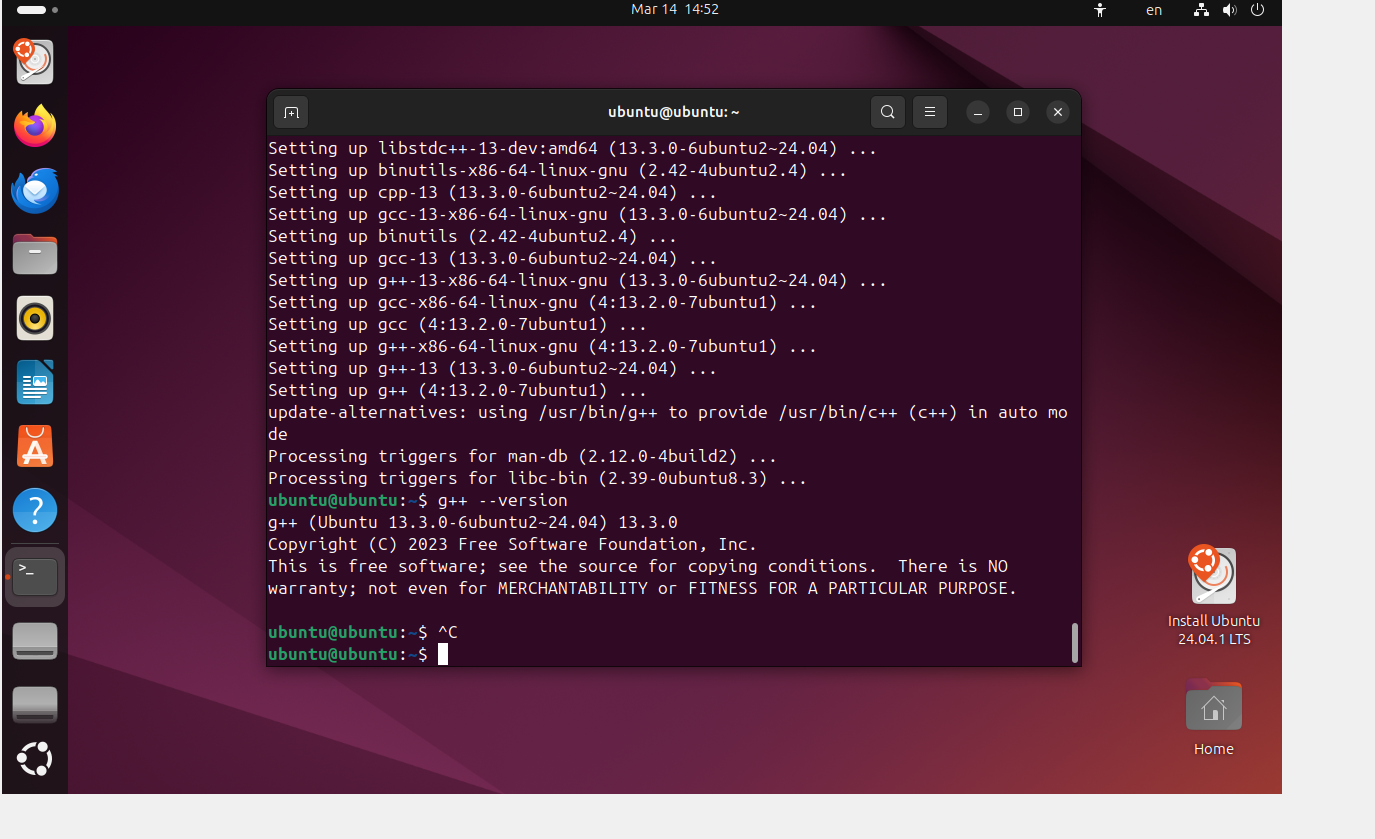 Mar 14 14:52
en
ubuntu@ubuntu: ~
Setting up libstdc++-13-dev:amd64 (13.3.0-6ubuntu2~24.04) ...
Setting up binutils-x86-64-linux-gnu (2.42-4ubuntu2.4) ...
Setting up cpp-13 (13.3.0-6ubuntu2~24.04) ...
Setting up gcc-13-x86-64-linux-gnu (13.3.0-6ubuntu2~24.04) ...
Setting up binutils (2.42-4ubuntu2.4) ...
Setting up gcc-13 (13.3.0-6ubuntu2~24.04) ...
Setting up g++-13-x86-64-linux-gnu (13.3.0-6ubuntu2~24.04) ...
Setting up gcc-x86-64-linux-gnu (4:13.2.0-7ubuntu1) ...
Setting up gcc (4:13.2.0-7ubuntu1) ...
Setting up g++-x86-64-linux-gnu (4:13.2.0-7ubuntu1) ...
Setting up g++-13 (13.3.0-6ubuntu2~24.04) ...
Setting up g++ (4:13.2.0-7ubuntu1) ...
update-alternatives: using /usr/bin/g++ to provide /usr/bin/c++ (c++) in auto mo
de
Processing triggers for man-db (2.12.0-4build2) ...
Processing triggers for libc-bin (2.39-0ubuntu8.3) ...
ubuntu@ubuntu:~$ g++ --version
g++ (Ubuntu 13.3.0-6ubuntu2~24.04) 13.3.0
Copyright (C) 2023 Free Software Foundation, Inc.
This is free software; see the source for copying conditions.  There is NO
warranty; not even for MERCHANTABILITY or FITNESS FOR A PARTICULAR PURPOSE.
ubuntu@ubuntu:~$ ^C
ubuntu@ubuntu:~$
Install Ubuntu
24.04.1 LTS
Home